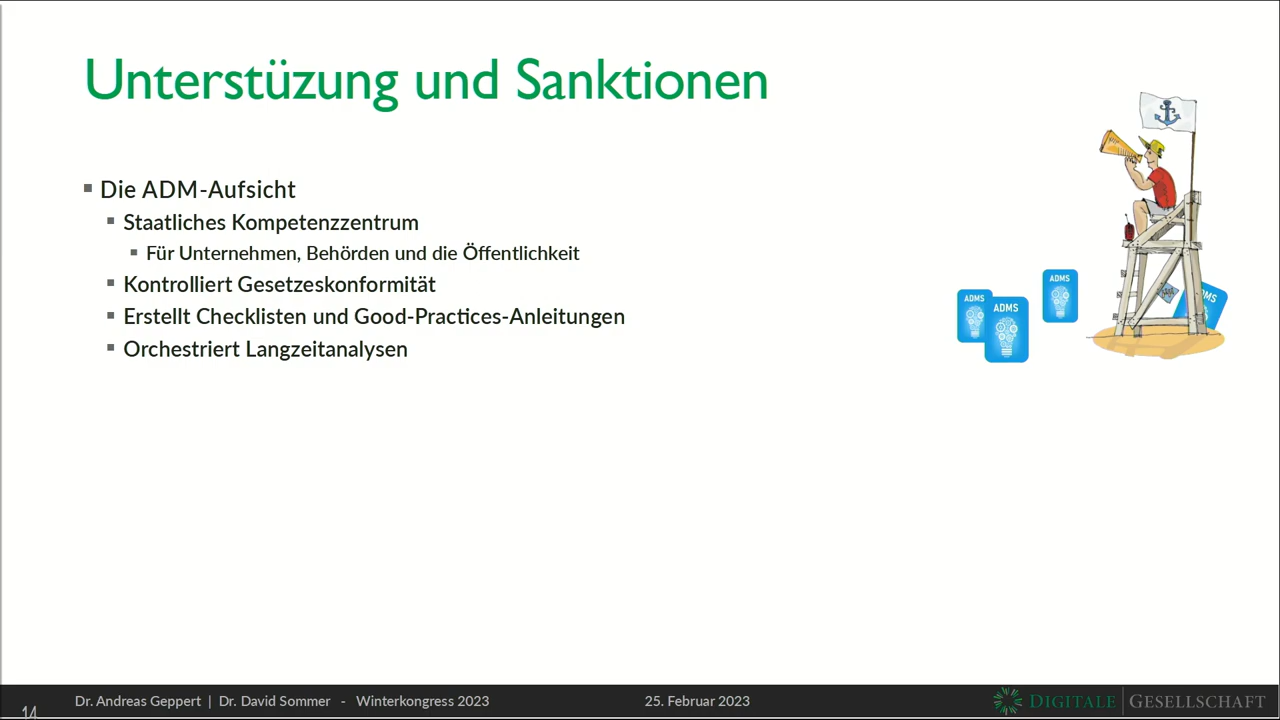 Unterstüzung und Sanktionen
Die ADM-Aufsicht
Staatliches Kompetenzzentrum
Für Unternehmen, Behörden und die Öffentlichkeit
Kontrolliert Gesetzeskonformität
Erstellt Checklisten und Good-Practices-Anleitungen
Orchestriert Langzeitanalysen
ADMS
ADMS
ADMS
ADMS
14
Dr. Andreas Geppert | Dr. David Sommer - Winterkongress 2023
25. Februar 2023
DIGITALE | GESELLSCHAFT